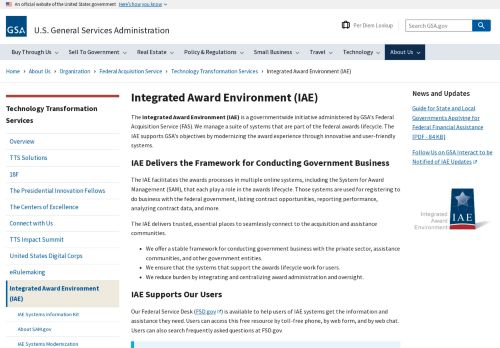 An official website of the United States government Here's how you know
GSA U.S. General Services Administration
Per Diem Lookup
Search GSA.gov
Buy Through Us Sell To Government Real Estate Policy & Regulations Small Business Travel Technology About Us
Home › About Us › Organization › Federal Acquisition Service › Technology Transformation Services › Integrated Award Environment (IAE)
Technology Transformation
Services
Overview
TTS Solutions
18F
The Presidential Innovation Fellows
The Centers of Excellence
Connect with Us
TTS Impact Summit
United States Digital Corps
eRulemaking
Integrated Award Environment
(IAE)
IAE Systems Information Kit
About SAM.gov
IAE Systems Modernization
Integrated Award Environment (IAE)
The Integrated Award Environment (IAE) is a governmentwide initiative administered by GSA's Federal
Acquisition Service (FAS). We manage a suite of systems that are part of the federal awards lifecycle. The
IAE supports GSA's objectives by modernizing the award experience through innovative and user-friendly
systems.
IAE Delivers the Framework for Conducting Government Business
The IAE facilitates the awards processes in multiple online systems, including the System for Award
Management (SAM), that each play a role in the awards lifecycle. Those systems are used for registering to
do business with the federal government, listing contract opportunities, reporting performance,
analyzing contract data, and more.
The IAE delivers trusted, essential places to seamlessly connect to the acquisition and assistance
communities.
• We offer a stable framework for conducting government business with the private sector, assistance
communities, and other government entities.
• We ensure that the systems that support the awards lifecycle work for users.
• We reduce burden by integrating and centralizing award administration and oversight.
IAE Supports Our Users
Our Federal Service Desk (FSD.gov) is available to help users of IAE systems get the information and
assistance they need. Users can access this free resource by toll-free phone, by web form, and by web chat.
Users can also search frequently asked questions at FSD.gov
News and Updates
Guide for State and Local
Governments Applying for
Federal Financial Assistance
[PDF - 84 KB]
Follow Us on GSA Interact to be
Notified of IAE Updates
Integrated
Award
Environment
IAE